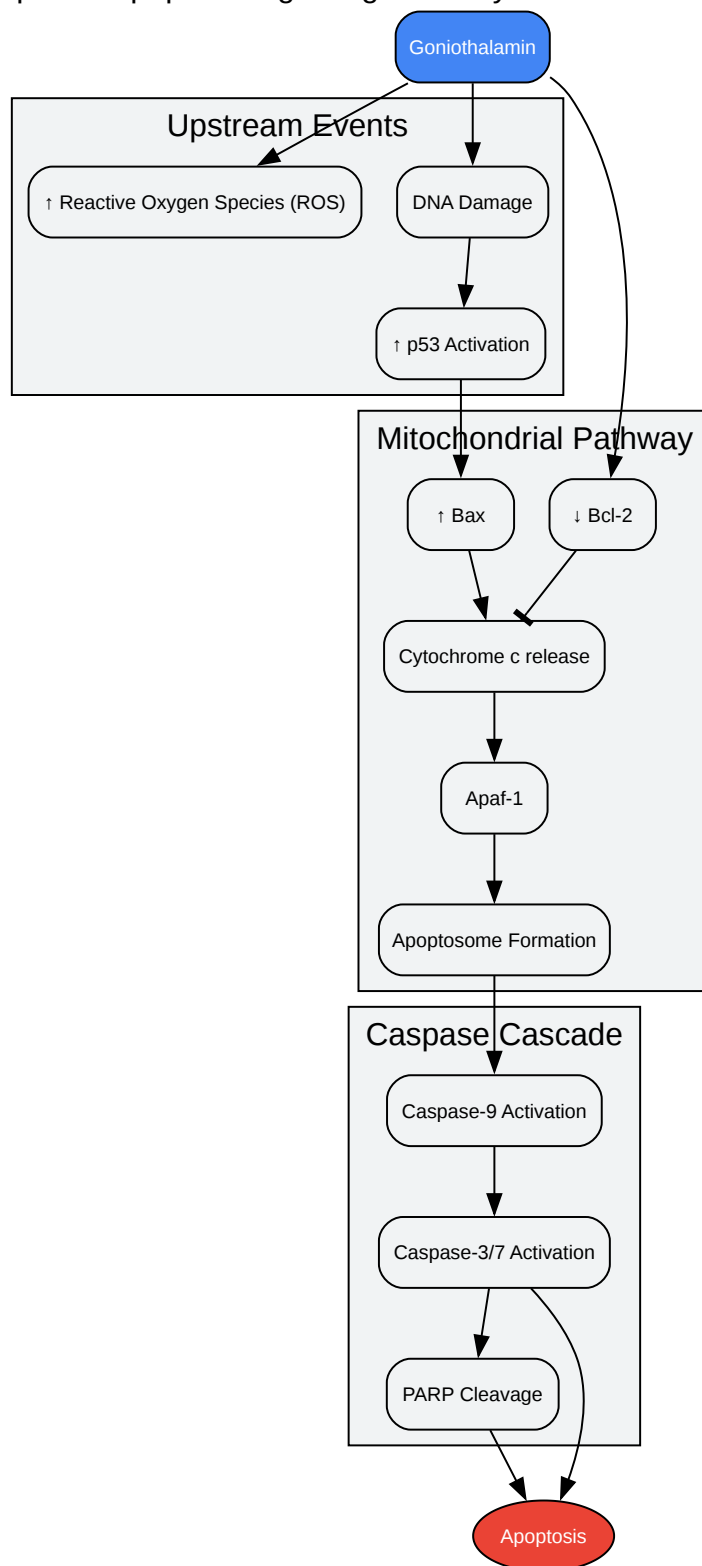 Goniothalamin
Upstream Events
↑ Reactive Oxygen Species (ROS)
DNA Damage
↑ p53 Activation
Mitochondrial Pathway
↑ Bax
↓ Bcl-2
Cytochrome c release
Apaf-1
Apoptosome Formation
Caspase Cascade
Caspase-9 Activation
Caspase-3/7 Activation
PARP Cleavage
Apoptosis